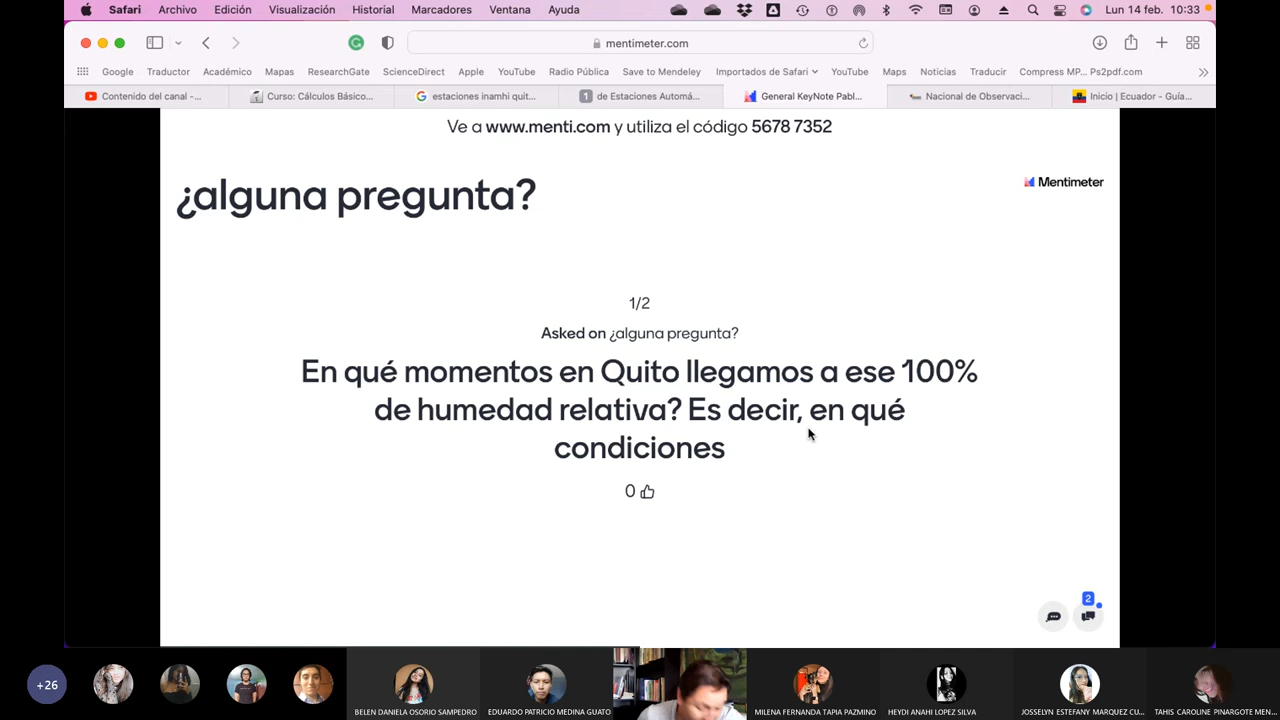 Safari Archivo Edición Visualización Historial Marcadores Ventana Ayuda Lun 14 feb. 10:33
mentimeter.com
Google Traductor Académico Mapas ResearchGate ScienceDirect Apple YouTube Radio Pública Save to Mendeley Importados de Safari YouTube Maps Noticias Traducir Compress MP... Ps2pdf.com
Contenido del canal -... Curso: Cálculos Básico... estaciones inamhi quit... 1 de Estaciones Automá... General KeyNote Pabl... Nacional de Observaci... Inicio | Ecuador - Guía...
Ve a www.menti.com y utiliza el código 5678 7352
¿alguna pregunta?
Mentimeter
1/2
Asked on ¿alguna pregunta?
En qué momentos en Quito llegamos a ese 100%
de humedad relativa? Es decir, en qué
condiciones
0
2
+26
BELEN DANIELA OSORIO SAMPEDRO
EDUARDO PATRICIO MEDINA GUATO
MILENA FERNANDA TAPIA PAZMINO
HEYDI ANAHI LOPEZ SILVA
JOSSELYN ESTEFANY MARQUEZ CU...
TAHIS CAROLINE PINARGOTE MEN...